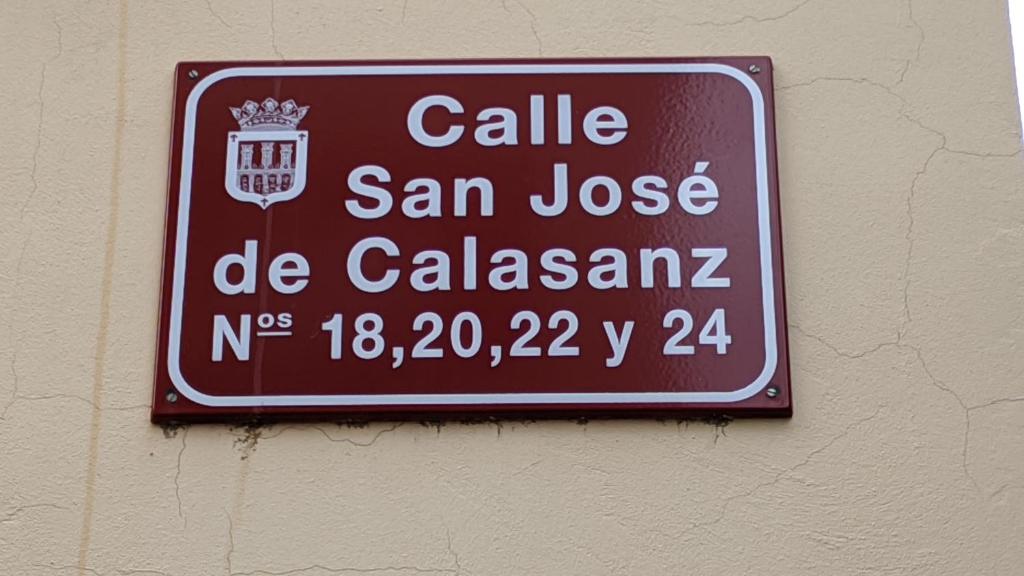 Calle
San José
de Calasanz
Nos 18,20,22 y 24